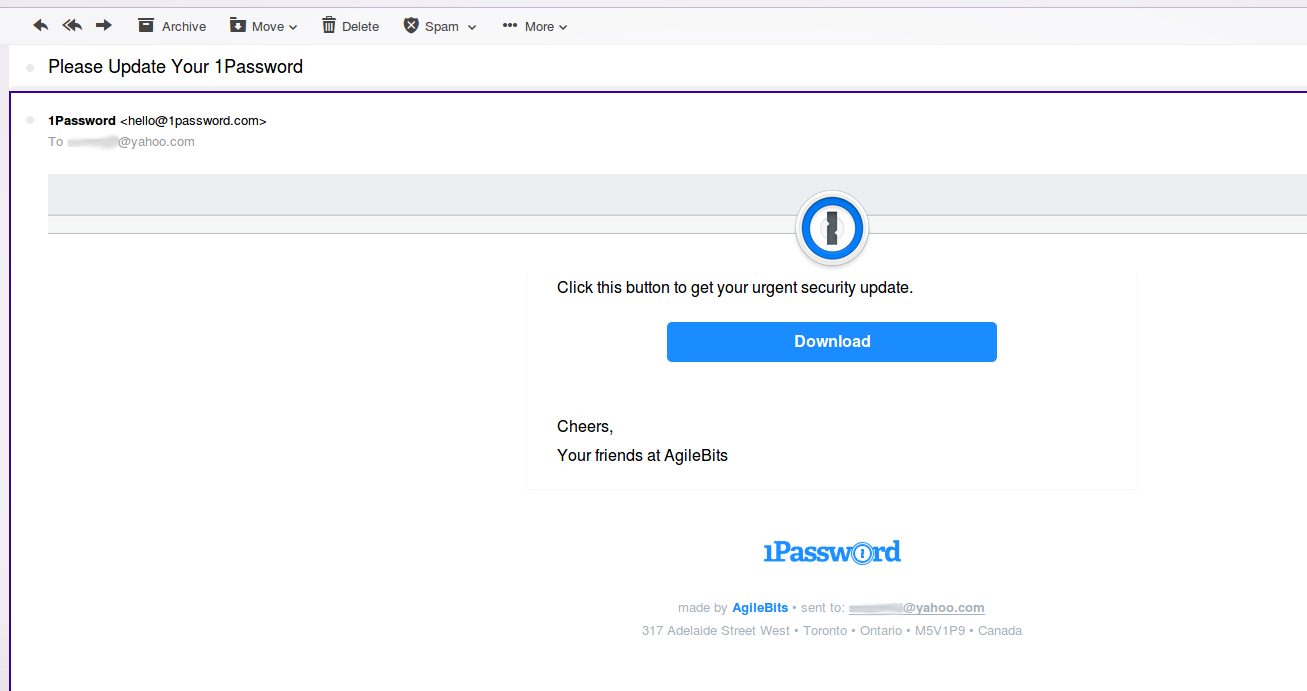 Archive Move Delete Spam More
Please Update Your 1Password
1Password <hello@1password.com>
To @yahoo.com
Click this button to get your urgent security update.
Download
Cheers,
Your friends at AgileBits
1Password
made by AgileBits • sent to: @yahoo.com
317 Adelaide Street West • Toronto • Ontario • M5V1P9 • Canada